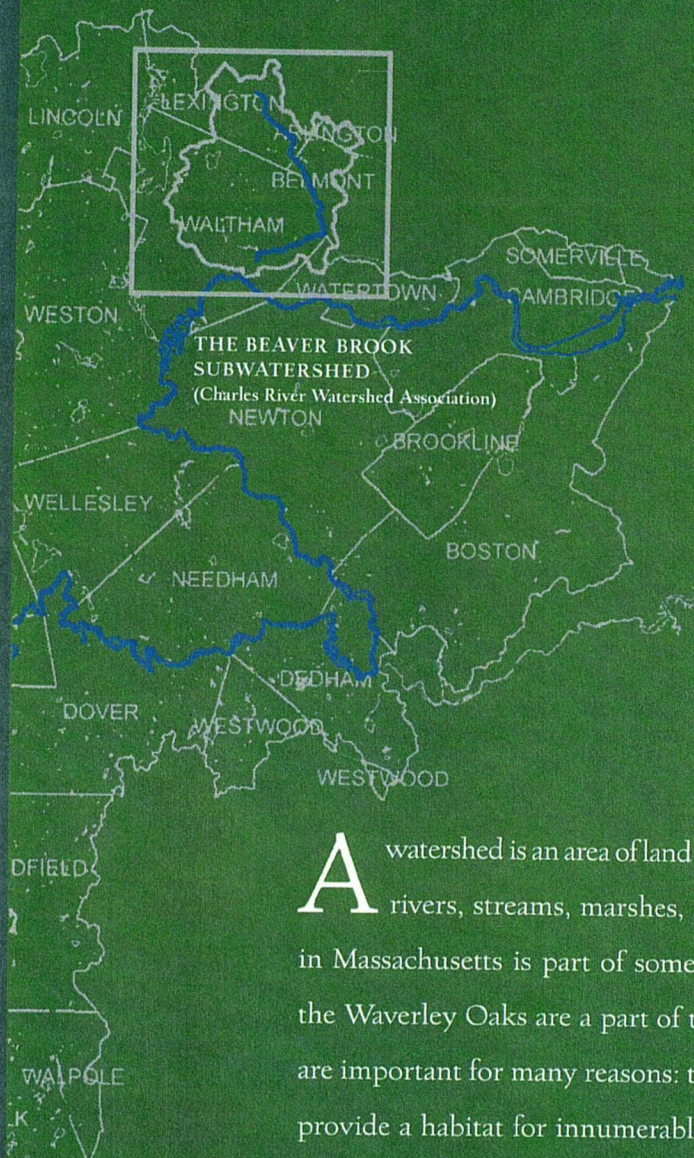 LEXINGTON
LINCOLN
ARLINGTON
BELMONT
WALTHAM
SOMERVILLE
WATERTOWN
CAMBRIDGE
WESTON
THE BEAVER BROOK
SUBWATERSHED
(Charles River Watershed Association)
NEWTON
BROOKLINE
WELLESLEY
BOSTON
NEEDHAM
DEDHAM
DOVER
WESTWOOD
WESTWOOD
A watershed is an area of land
DFIELD
rivers, streams, marshes,
in Massachusetts is part of some
the Waverley Oaks are a part of t
are important for many reasons: t
WALPOLE
K
provide a habitat for innumerabl